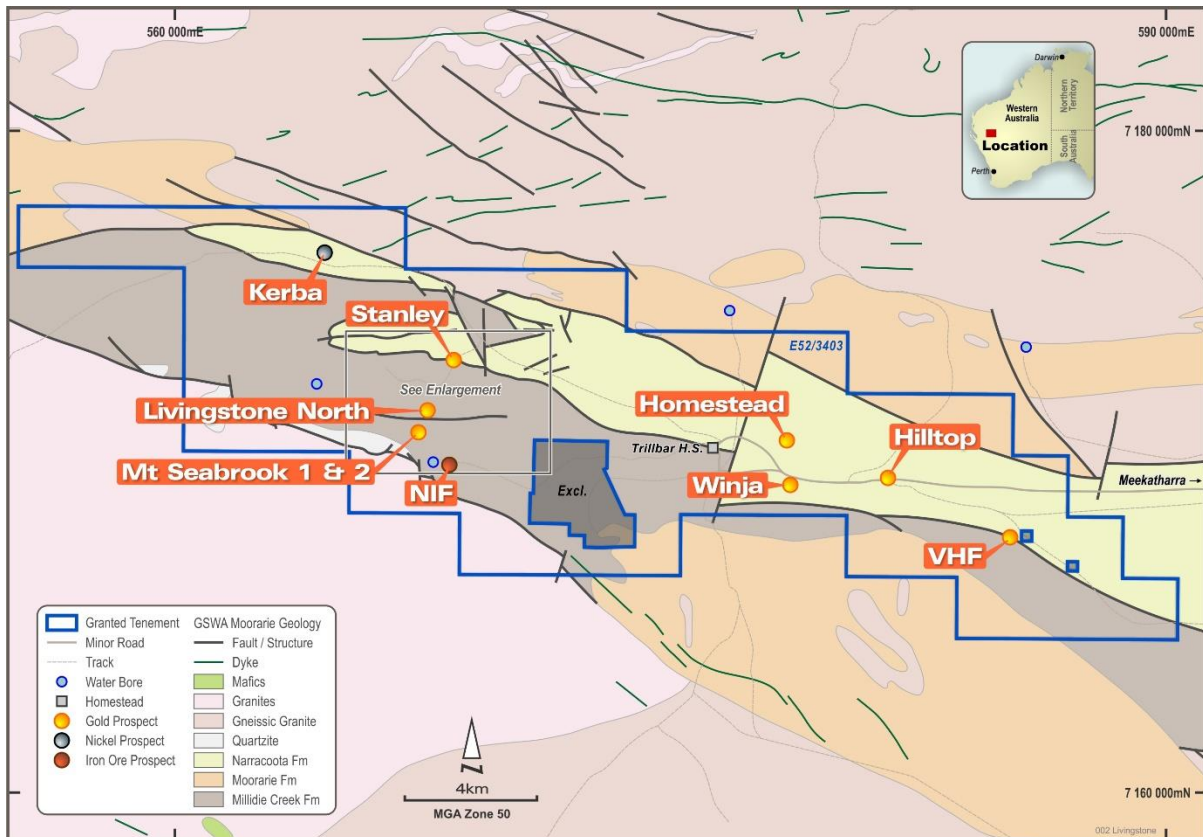 560 000mE
590 000mE
Darwin
Western
Australia
Northern
Territory
South
Australia
Location
Perth
7 180 000mN
Kerba
Stanley
E52/3403
See Enlargement
Livingstone North
Homestead
Trillbar H.S.
Hilltop
Mt Seabrook 1 & 2
NIF
Excl.
Winja
Meekatharra
VHF
Granted Tenement
Minor Road
Track
Water Bore
Homestead
Gold Prospect
Nickel Prospect
Iron Ore Prospect
GSWA Moorarie Geology
Fault / Structure
Dyke
Mafics
Granites
Gneissic Granite
Quartzite
Narracoota Fm
Moorarie Fm
Millidie Creek Fm
N
4km
MGA Zone 50
7 160 000mN
002 Livingstone